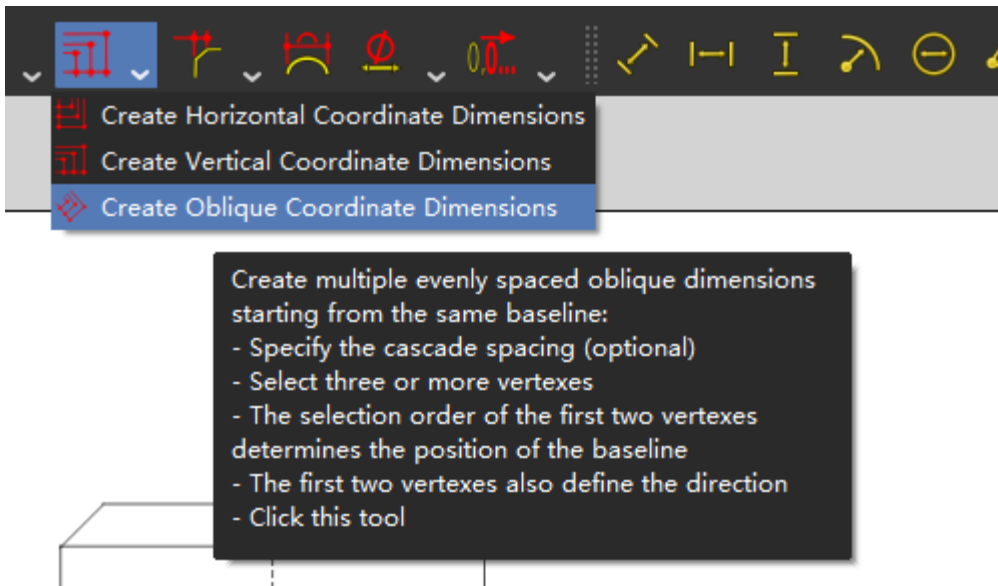 0,0...
Create Horizontal Coordinate Dimensions
Create Vertical Coordinate Dimensions
Create Oblique Coordinate Dimensions
Create multiple evenly spaced oblique dimensions
starting from the same baseline:
- Specify the cascade spacing (optional)
- Select three or more vertexes
- The selection order of the first two vertexes
determines the position of the baseline
- The first two vertexes also define the direction
- Click this tool